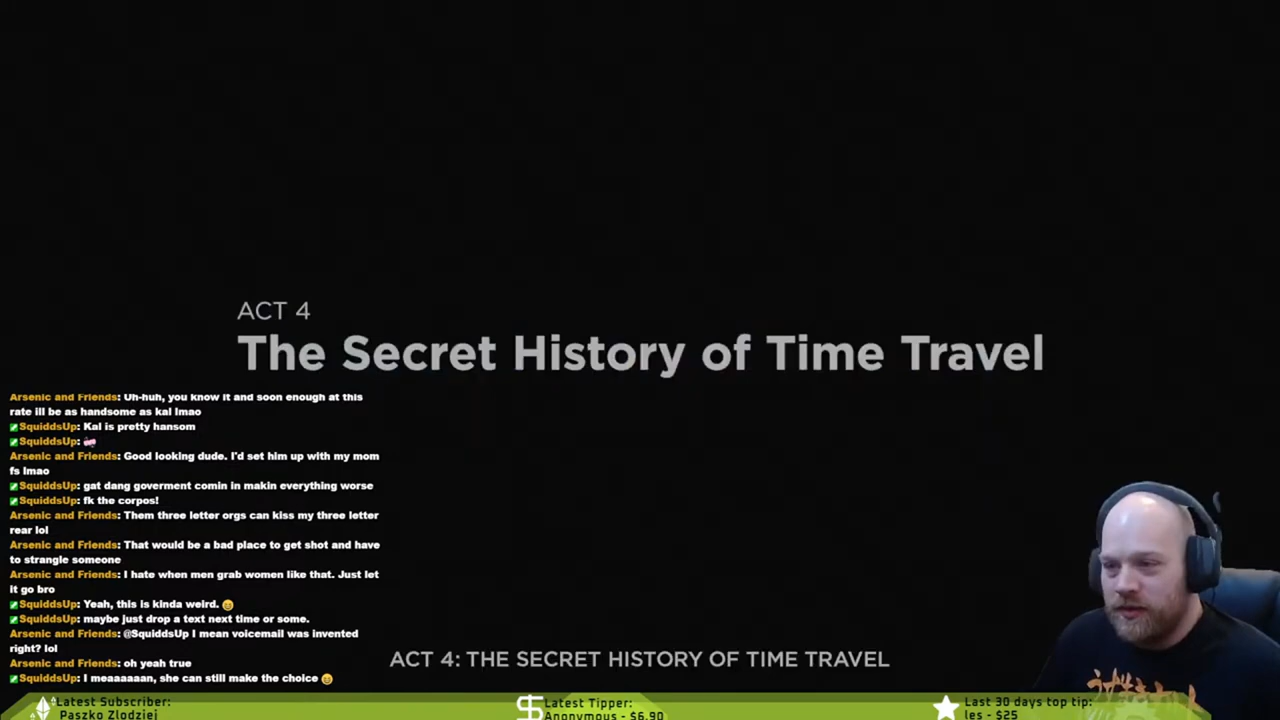 ACT 4
The Secret History of Time Travel
Arsenic and Friends: Uh-huh, you know it and soon enough at this
rate ill be as handsome as kal lmao
SquiddsUp: Kal is pretty hansom
SquiddsUp:
Arsenic and Friends: Good looking dude. I'd set him up with my mom
fs lmao
SquiddsUp: gat dang goverment comin in makin everything worse
SquiddsUp: fk the corpos!
Arsenic and Friends: Them three letter orgs can kiss my three letter
rear lol
Arsenic and Friends: That would be a bad place to get shot and have
to strangle someone
Arsenic and Friends: I hate when men grab women like that. Just let
it go bro
SquiddsUp: Yeah, this is kinda weird.
SquiddsUp: maybe just drop a text next time or some.
Arsenic and Friends: @SquiddsUp I mean voicemail was invented
right? lol
Arsenic and Friends: oh yeah true
SquiddsUp: I meaaaaaan, she can still make the choice
ACT 4: THE SECRET HISTORY OF TIME TRAVEL
Latest Subscriber:
Paszko Zlodziej
Latest Tipper:
Anonymous - $6.90
Last 30 days top tip:
les - $25